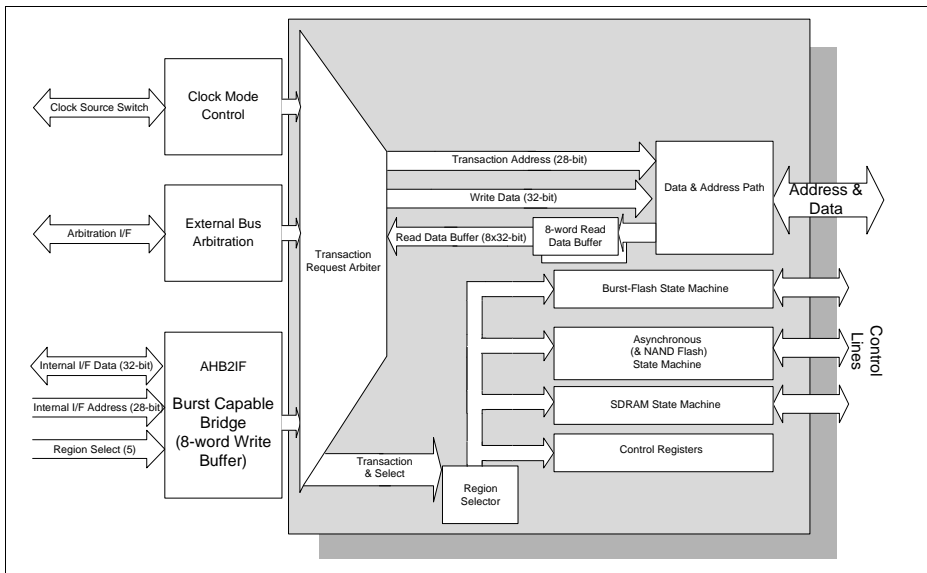 Clock Source Switch
Clock Mode
Control
Transaction Address (28-bit)
Write Data (32-bit)
Data & Address Path
Address &
Data
Arbitration I/F
External Bus
Arbitration
Read Data Buffer (8x32-bit)
8-word Read
Data Buffer
Transaction
Request Arbiter
Burst-Flash State Machine
Asynchronous
(& NAND Flash)
State Machine
SDRAM State Machine
Control Registers
Control
Lines
Internal I/F Data (32-bit)
Internal I/F Address (28-bit)
Region Select (5)
AHB2IF
Burst Capable
Bridge
(8-word Write
Buffer)
Transaction
& Select
Region
Selector